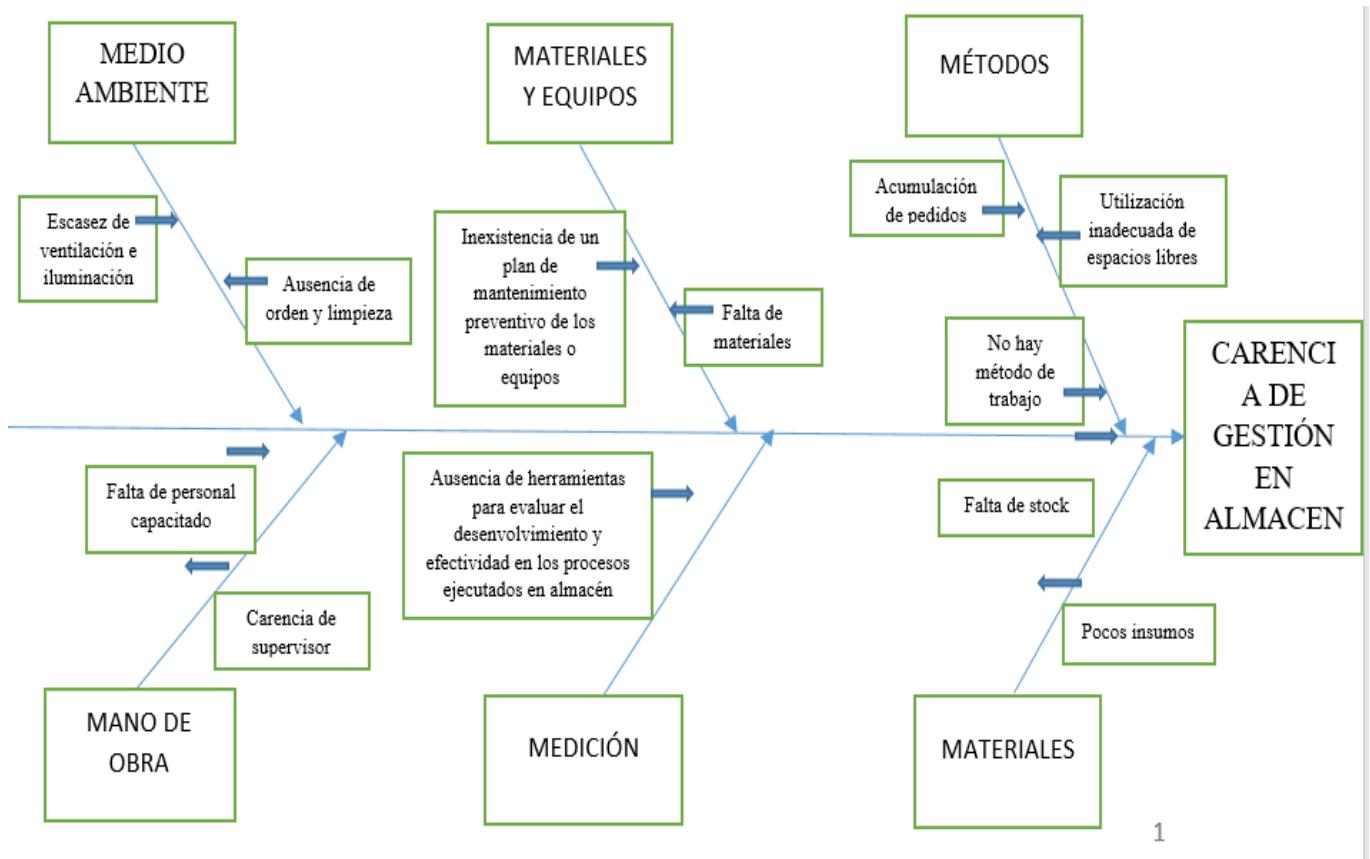 MEDIO
AMBIENTE
MATERIALES
Y EQUIPOS
MÉTODOS
Escasez de
ventilación e
iluminación
Ausencia de
orden y limpieza
Inexistencia de un
plan de
mantenimiento
preventivo de los
materiales o
equipos
Falta de
materiales
Acumulación
de pedidos
Utilización
inadecuada de
espacios libres
No hay
método de
trabajo
CARENCI
A DE
GESTIÓN
EN
ALMACEN
Falta de personal
capacitado
Carencia de
supervisor
Ausencia de herramientas
para evaluar el
desenvolvimiento y
efectividad en los procesos
ejecutados en almacén
Falta de stock
Pocos insumos
MANO DE
OBRA
MEDICIÓN
MATERIALES
1